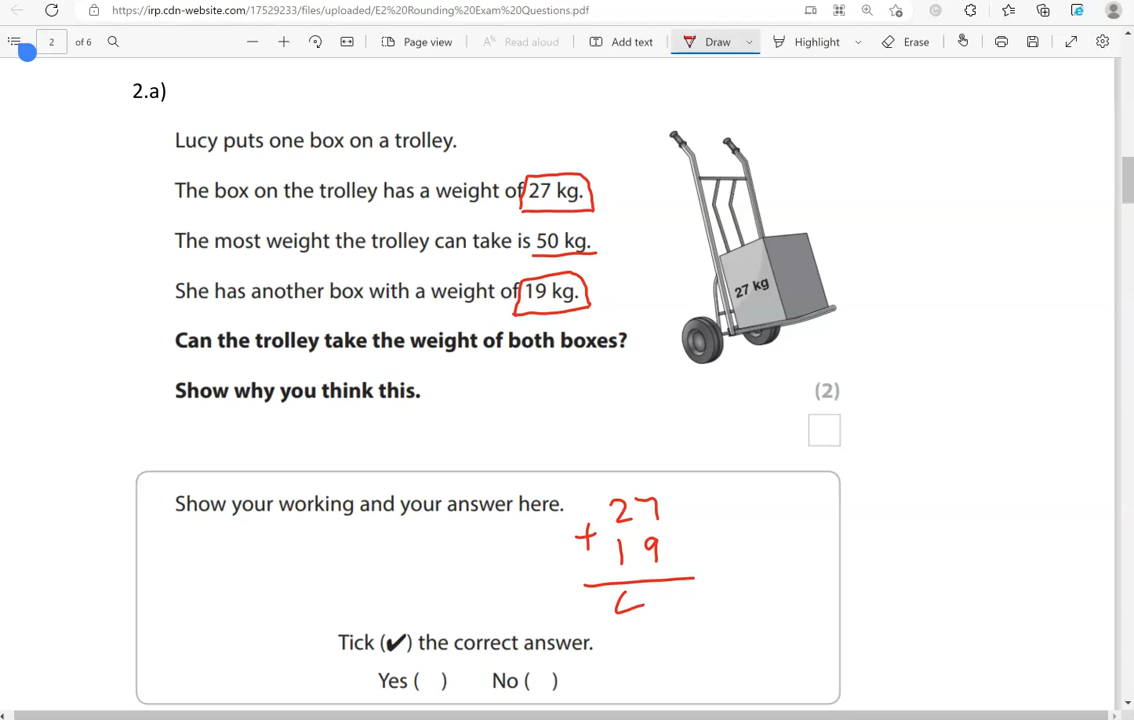 https://irp.cdn-website.com/17529233/files/uploaded/E2%20Rounding%20Exam%20Questions.pdf
2 of 6 Page view Read aloud Add text Draw Highlight Erase
2.a)
Lucy puts one box on a trolley.
The box on the trolley has a weight of 27 kg.
The most weight the trolley can take is 50 kg.
27 kg
She has another box with a weight of 19 kg.
Can the trolley take the weight of both boxes?
Show why you think this.
(2)
Show your working and your answer here.
27
+ 19
Tick (✔) the correct answer.
Yes ( ) No ( )